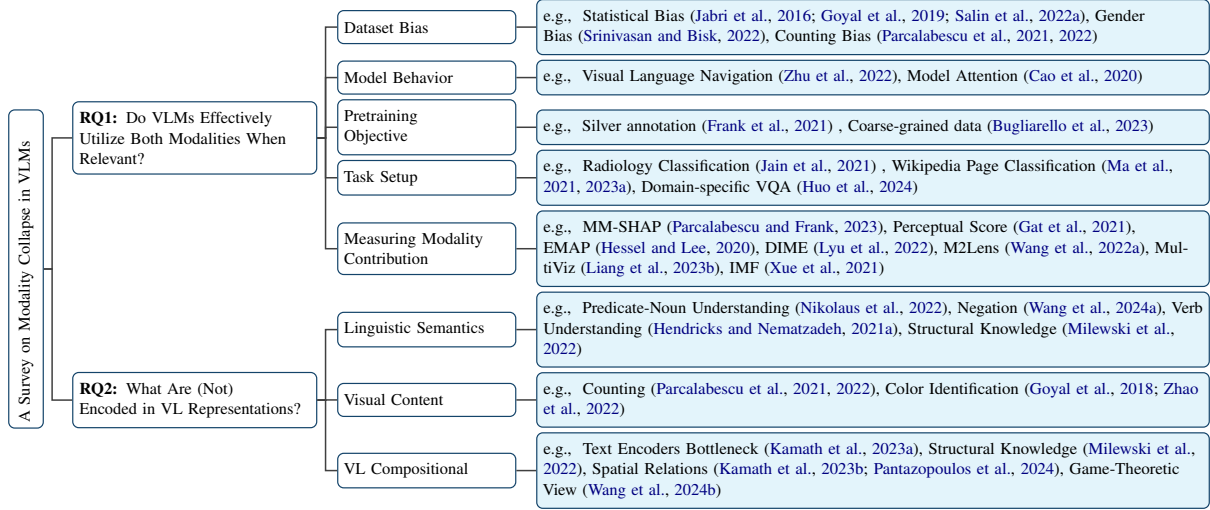 A Survey on Modality Collapse in VLMs
RQ1: Do VLMs Effectively
Utilize Both Modalities When
Relevant?
Dataset Bias
e.g., Statistical Bias (Jabri et al., 2016; Goyal et al., 2019; Salin et al., 2022a), Gender
Bias (Srinivasan and Bisk, 2022), Counting Bias (Parcalabescu et al., 2021, 2022)
Model Behavior
e.g., Visual Language Navigation (Zhu et al., 2022), Model Attention (Cao et al., 2020)
Pretraining
Objective
e.g., Silver annotation (Frank et al., 2021) , Coarse-grained data (Bugliarello et al., 2023)
Task Setup
e.g., Radiology Classification (Jain et al., 2021) , Wikipedia Page Classification (Ma et al.,
2021, 2023a), Domain-specific VQA (Huo et al., 2024)
Measuring Modality
Contribution
e.g., MM-SHAP (Parcalabescu and Frank, 2023), Perceptual Score (Gat et al., 2021),
EMAP (Hessel and Lee, 2020), DIME (Lyu et al., 2022), M2Lens (Wang et al., 2022a), Mul-
tiViz (Liang et al., 2023b), IMF (Xue et al., 2021)
RQ2: What Are (Not)
Encoded in VL Representations?
Linguistic Semantics
e.g., Predicate-Noun Understanding (Nikolaus et al., 2022), Negation (Wang et al., 2024a), Verb
Understanding (Hendricks and Nematzadeh, 2021a), Structural Knowledge (Milewski et al.,
2022)
Visual Content
e.g., Counting (Parcalabescu et al., 2021, 2022), Color Identification (Goyal et al., 2018; Zhao
et al., 2022)
VL Compositional
e.g., Text Encoders Bottleneck (Kamath et al., 2023a), Structural Knowledge (Milewski et al.,
2022), Spatial Relations (Kamath et al., 2023b; Pantazopoulos et al., 2024), Game-Theoretic
View (Wang et al., 2024b)